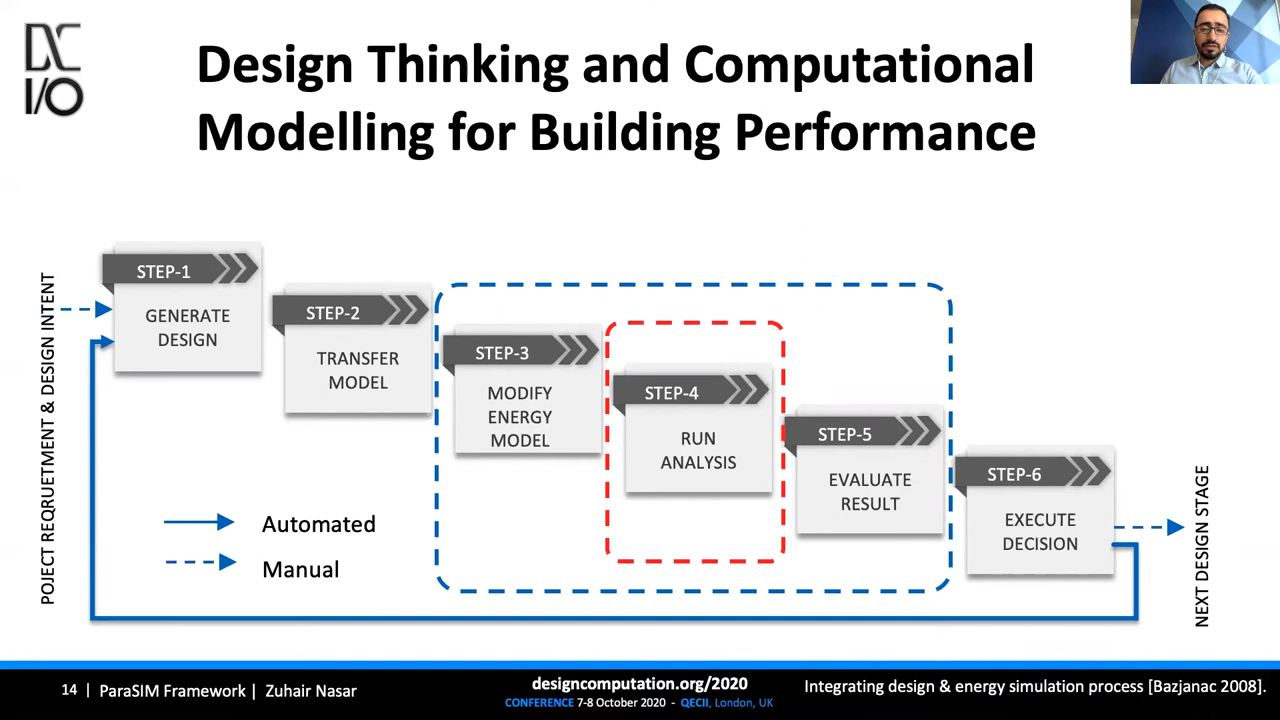 DC
I/O
Design Thinking and Computational
Modelling for Building Performance
POJECT REQRUETMENT & DESIGN INTENT
STEP-1
GENERATE
DESIGN
STEP-2
TRANSFER
MODEL
STEP-3
MODIFY
ENERGY
MODEL
STEP-4
RUN
ANALYSIS
STEP-5
EVALUATE
RESULT
STEP-6
EXECUTE
DECISION
NEXT DESIGN STAGE
Automated
Manual
14 | ParaSIM Framework | Zuhair Nasar
designcomputation.org/2020
CONFERENCE 7-8 October 2020 - QECII, London, UK
Integrating design & energy simulation process [Bazjanac 2008].